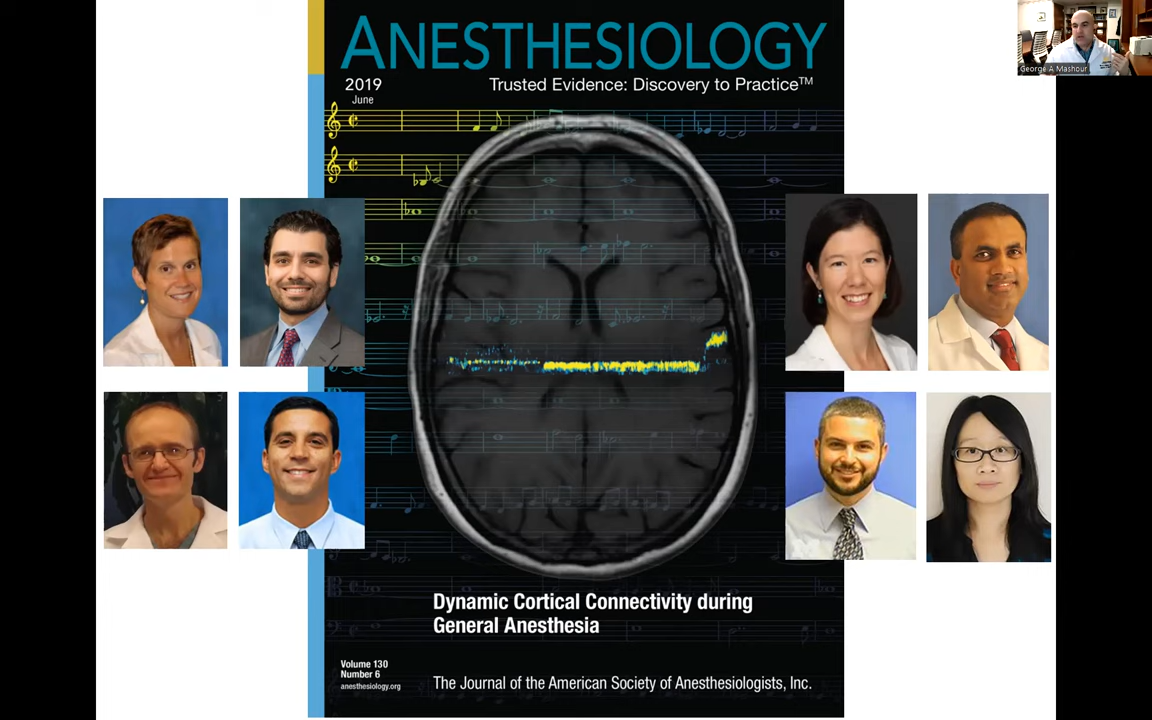 ANESTHESIOLOGY
2019
June
Trusted Evidence: Discovery to Practice™
George A Mashour
Dynamic Cortical Connectivity during
General Anesthesia
Volume 130
Number 6
anesthesiology.org
The Journal of the American Society of Anesthesiologists, Inc.